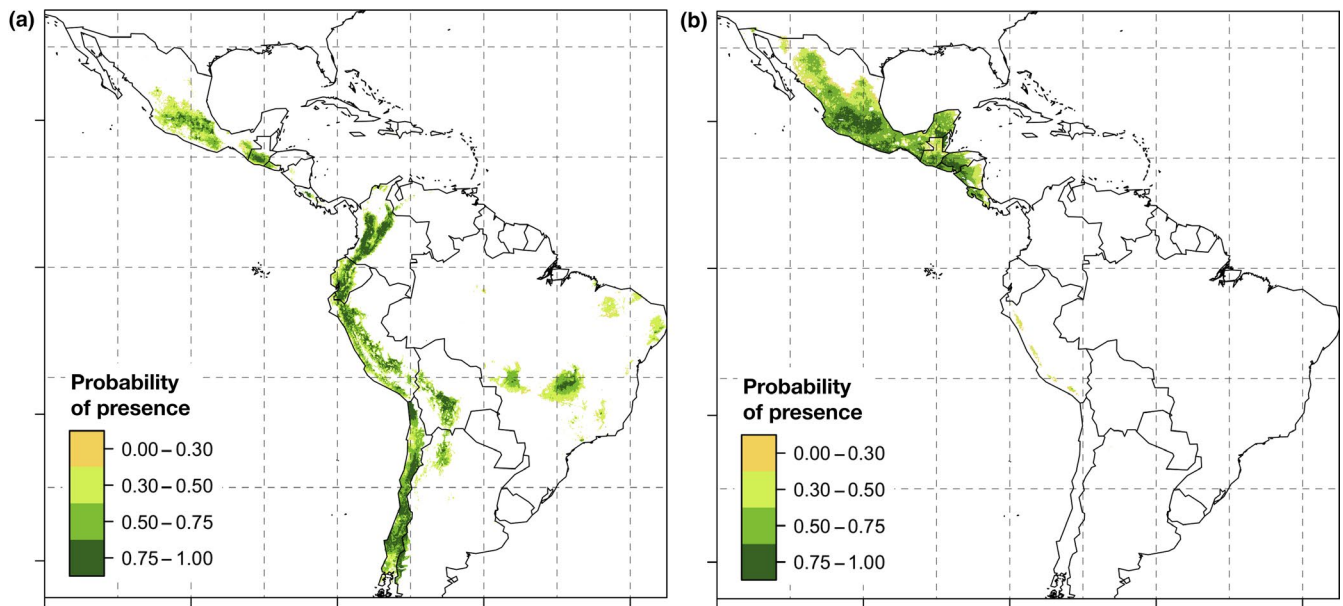 (a)
Probability
of presence
0.00 – 0.30
0.30 – 0.50
0.50 – 0.75
0.75 – 1.00
(b)
Probability
of presence
0.00 – 0.30
0.30 – 0.50
0.50 – 0.75
0.75 – 1.00